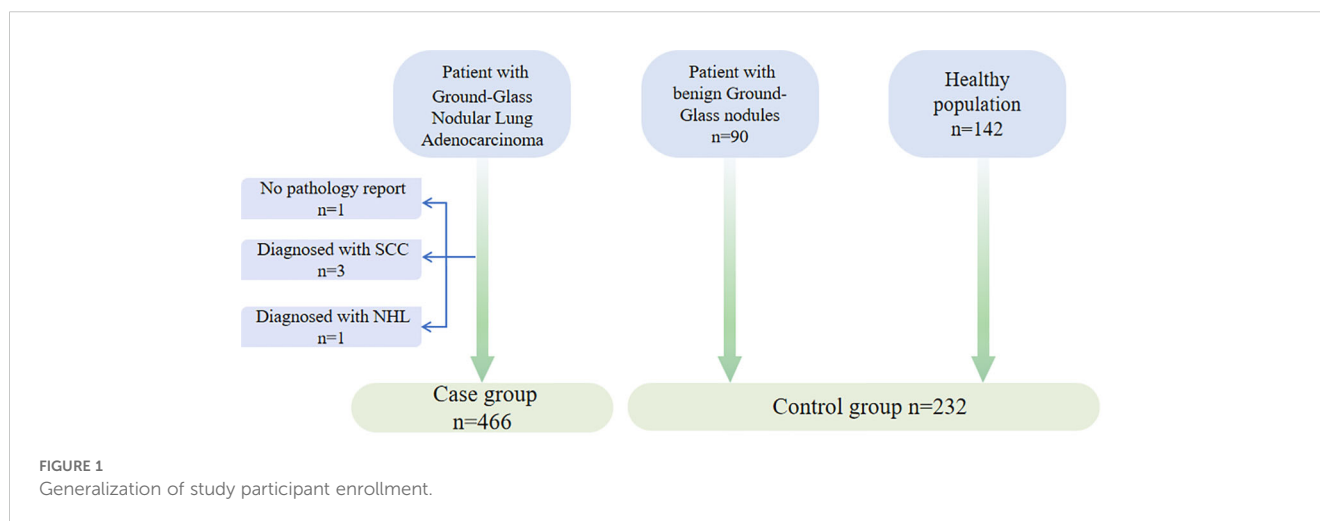 Patient with
Ground-Glass
Nodular Lung
Adenocarcinoma
Patient with
benign Ground-
Glass nodules
n=90
Healthy
population
n=142
No pathology report
n=1
Diagnosed with SCC
n=3
Diagnosed with NHL
n=1
Case group
n=466
Control group n=232
FIGURE 1
Generalization of study participant enrollment.